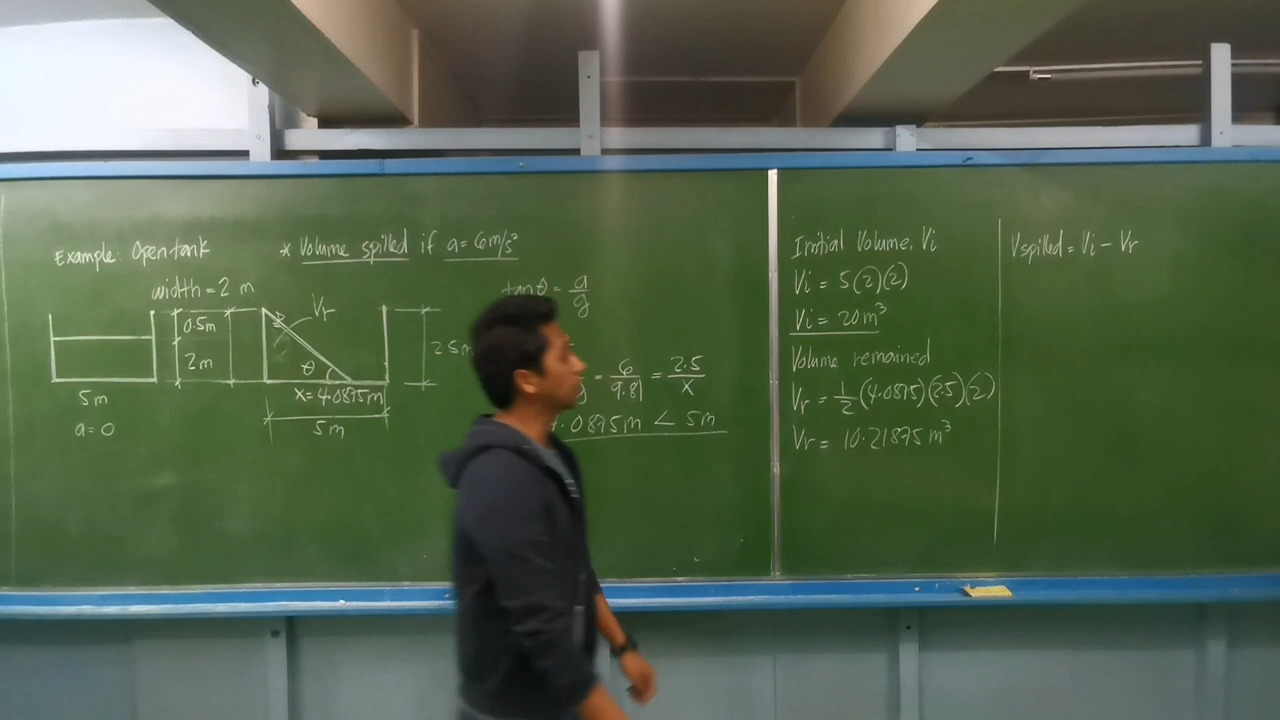 Example: Open tank
* Volume spilled if a = 6 m/s²
width = 2 m
0.5m
2m
5m
a=0
Vr
θ
x=4.0875m
5m
2.5m
tanθ = a/g
= 6/9.81 = 2.5/x
.0875m < 5m
Initial Volume, Vi
Vi = 5(2)(2)
Vi = 20m³
Volume remained
Vr = 1/2(4.0875)(2.5)(2)
Vr = 10.21875 m³
Vspilled = Vi - Vr